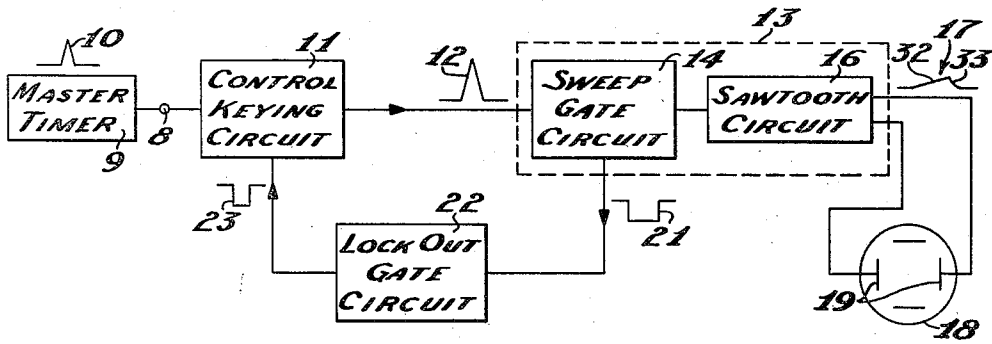 10
MASTER
TIMER
9
8
11
CONTROL
KEYING
CIRCUIT
12
13
14
SWEEP
GATE
CIRCUIT
16
SAWTOOTH
CIRCUIT
17
32
33
23
22
LOCK OUT
GATE
CIRCUIT
21
19
18